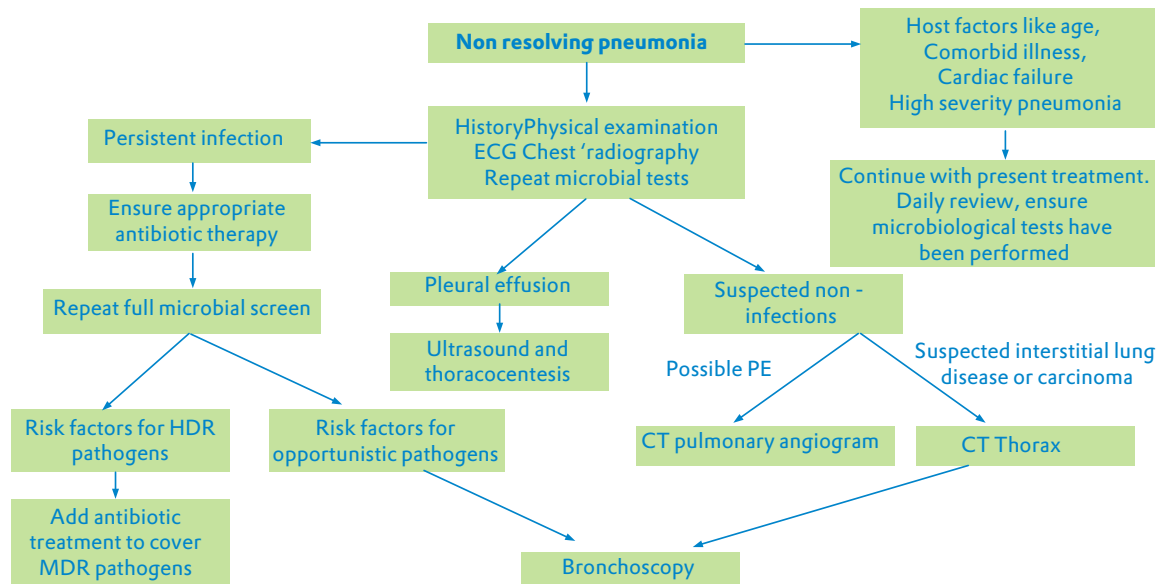 Non resolving pneumonia
Host factors like age,
Comorbid illness,
Cardiac failure
High severity pneumonia
HistoryPhysical examination
ECG Chest ‘radiography
Repeat microbial tests
Persistent infection
Continue with present treatment.
Daily review, ensure
microbiological tests have
been performed
Ensure appropriate
antibiotic therapy
Pleural effusion
Suspected non -
infections
Repeat full microbial screen
Ultrasound and
thoracocentesis
Possible PE
Suspected interstitial lung
disease or carcinoma
Risk factors for HDR
pathogens
Risk factors for
opportunistic pathogens
CT pulmonary angiogram
CT Thorax
Add antibiotic
treatment to cover
MDR pathogens
Bronchoscopy